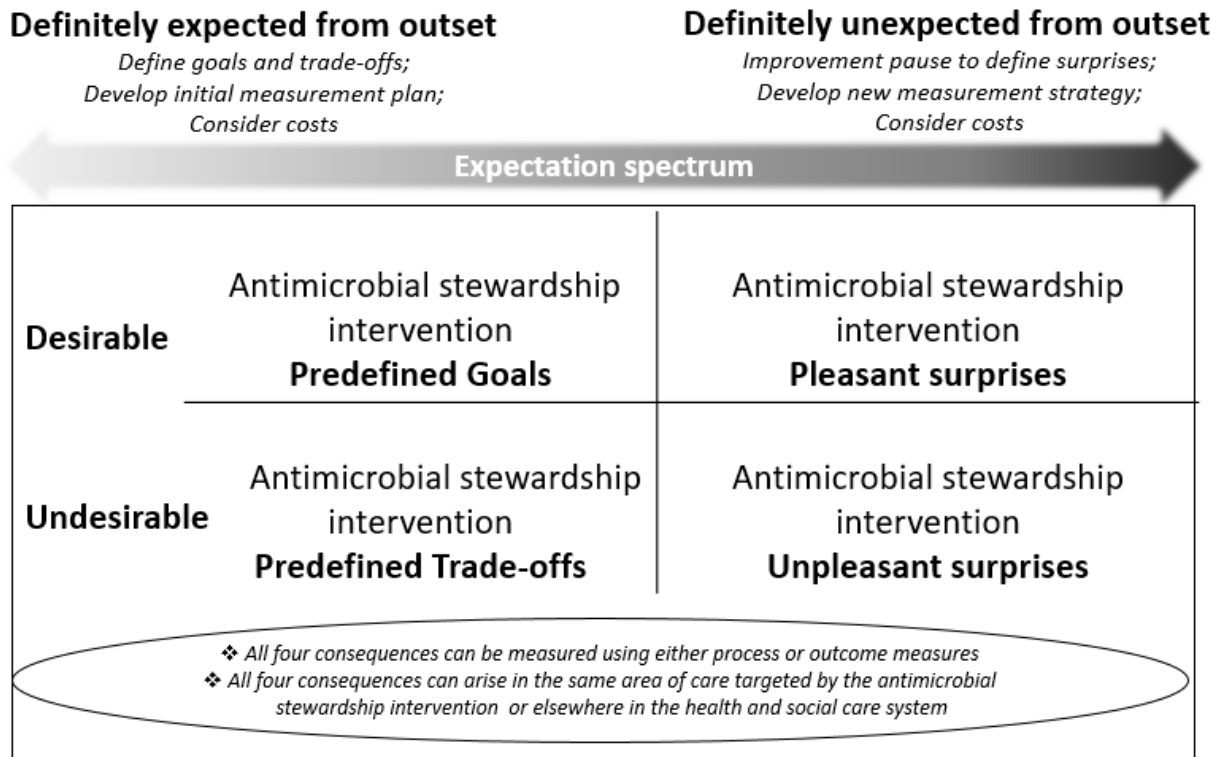 Definitely expected from outset
Define goals and trade-offs;
Develop initial measurement plan;
Consider costs
Definitely unexpected from outset
Improvement pause to define surprises;
Develop new measurement strategy;
Consider costs
Expectation spectrum
Desirable
Antimicrobial stewardship
intervention
Predefined Goals
Antimicrobial stewardship
intervention
Pleasant surprises
Undesirable
Antimicrobial stewardship
intervention
Predefined Trade-offs
Antimicrobial stewardship
intervention
Unpleasant surprises
❖ All four consequences can be measured using either process or outcome measures
❖ All four consequences can arise in the same area of care targeted by the antimicrobial
stewardship intervention or elsewhere in the health and social care system